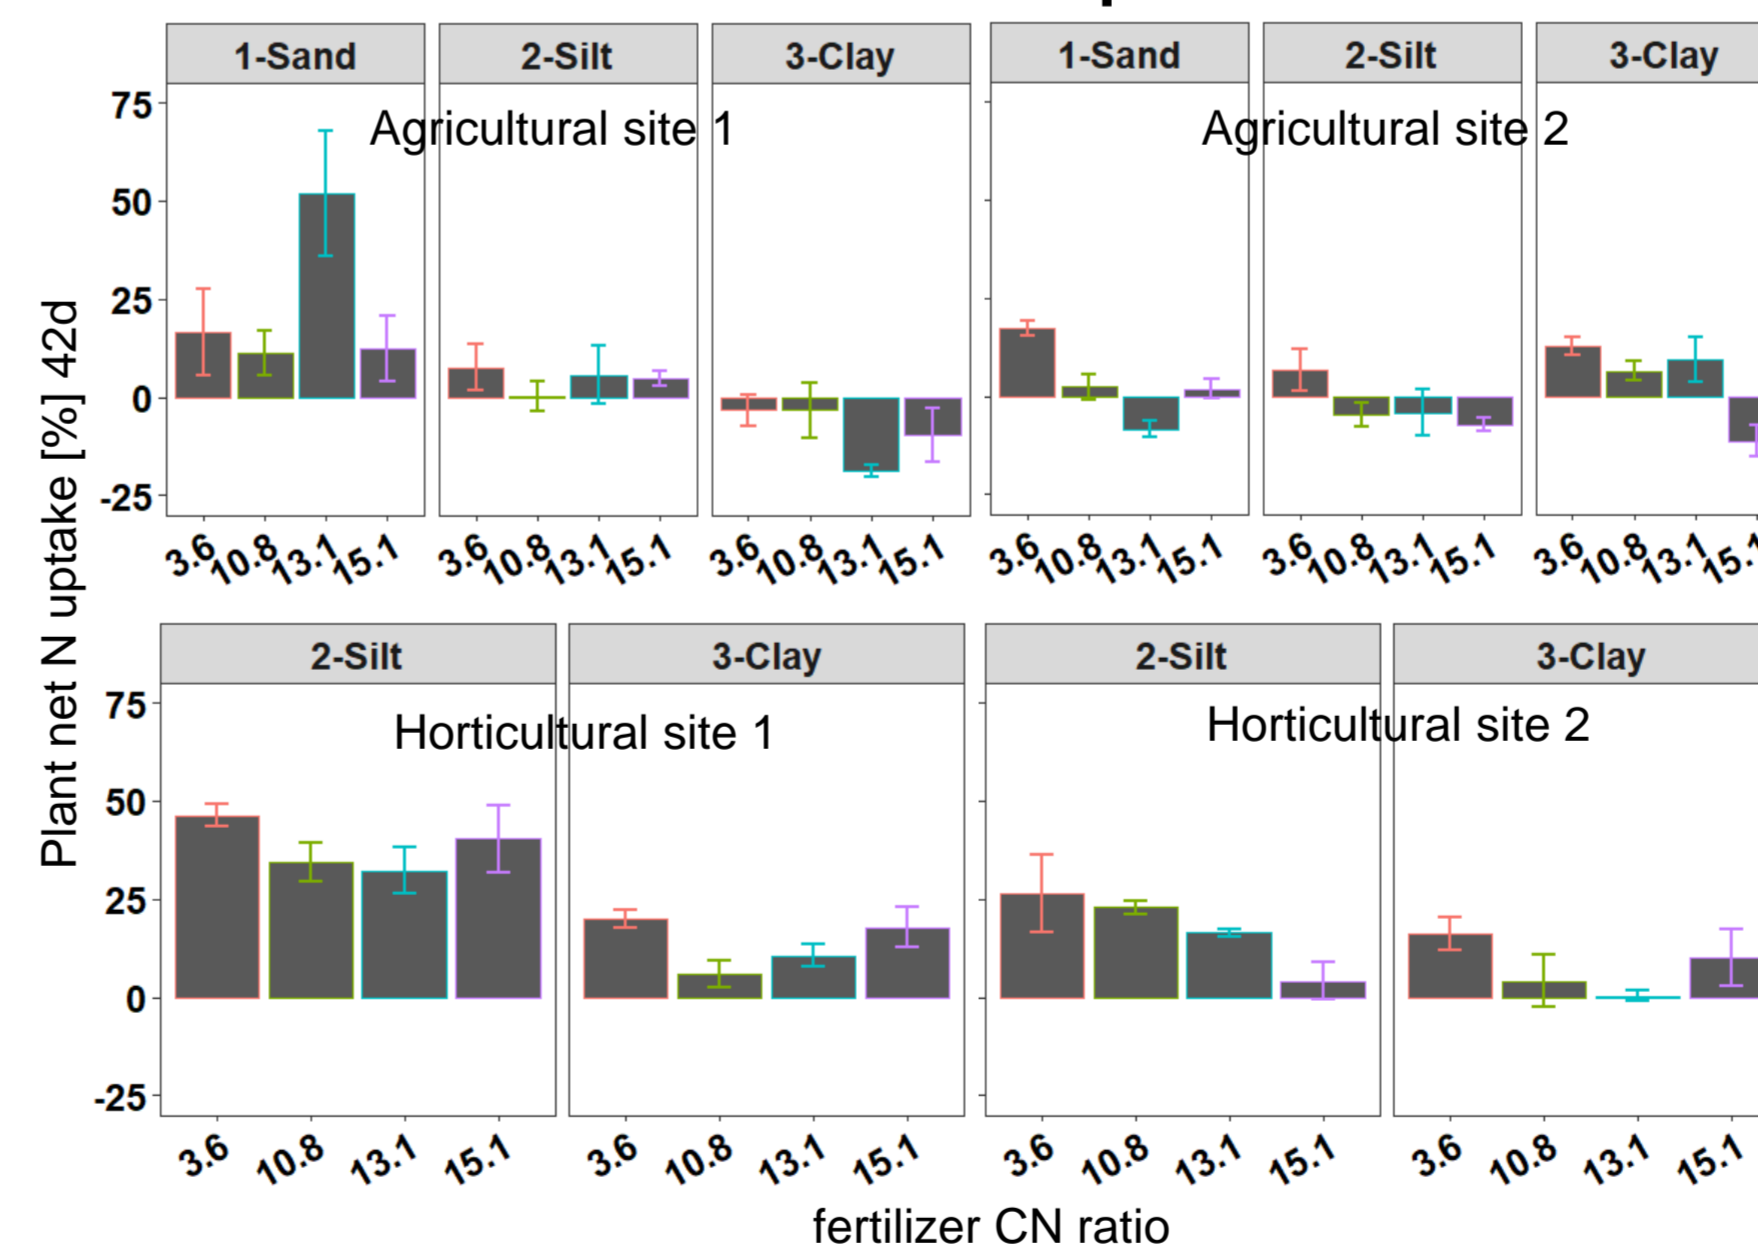 1-Sand 2-Silt 3-Clay 1-Sand 2-Silt 3-Clay
Agricultural site 1 Agricultural site 2
75
50
25
0
-25
3.6 10.8 13.1 15.1 3.6 10.8 13.1 15.1 3.6 10.8 13.1 15.1 3.6 10.8 13.1 15.1 3.6 10.8 13.1 15.1 3.6 10.8 13.1 15.1
Plant net N uptake [%] 42d
2-Silt 3-Clay 2-Silt 3-Clay
Horticultural site 1 Horticultural site 2
75
50
25
0
-25
3.6 10.8 13.1 15.1 3.6 10.8 13.1 15.1 3.6 10.8 13.1 15.1 3.6 10.8 13.1 15.1
fertilizer CN ratio